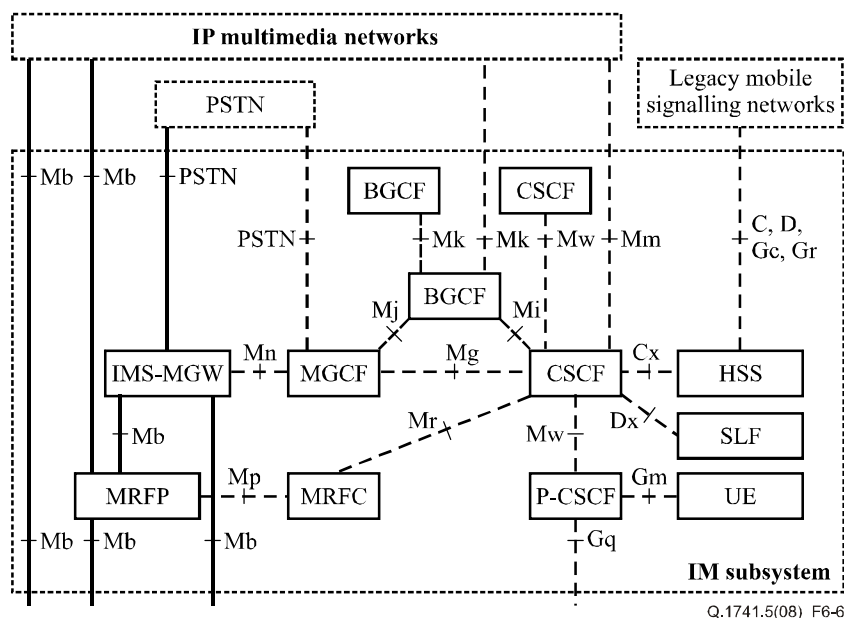 IP multimedia networks
PSTN
Legacy mobile
signalling networks
Mb
Mb
PSTN
BGCF
CSCF
PSTN
Mk
Mk
Mw
Mm
C, D,
Gc, Gr
BGCF
Mj
Mi
IMS-MGW
Mn
MGCF
Mg
CSCF
Cx
HSS
Mb
Mr
Mw
Dx
SLF
MRFP
Mp
MRFC
P-CSCF
Gm
UE
Mb
Mb
Mb
Gq
IM subsystem
Q.1741.5(08)_F6-6